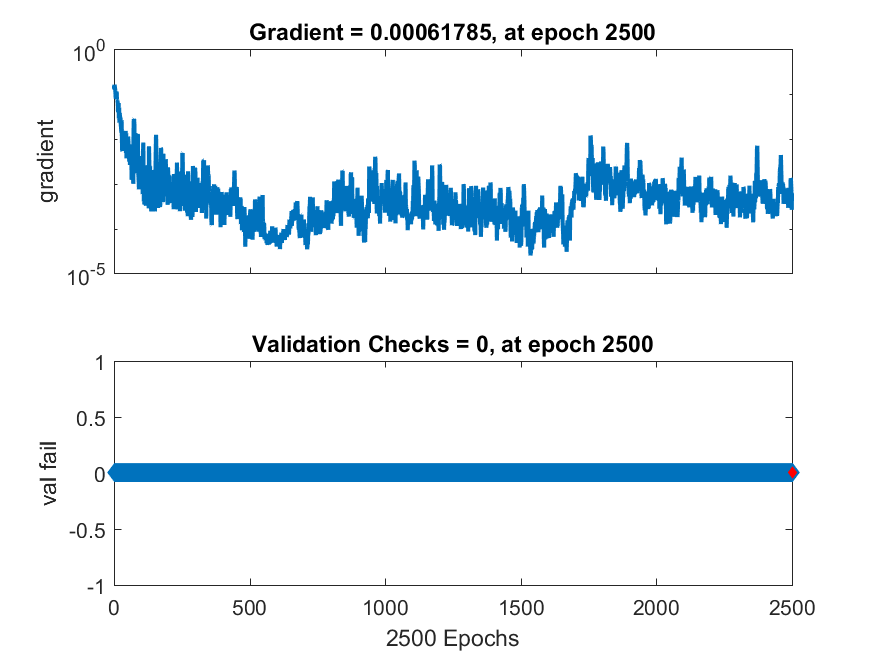 Gradient = 0.00061785, at epoch 2500
10^0
gradient
10^-5
Validation Checks = 0, at epoch 2500
1
0.5
val fail
0
-0.5
-1
0 500 1000 1500 2000 2500
2500 Epochs